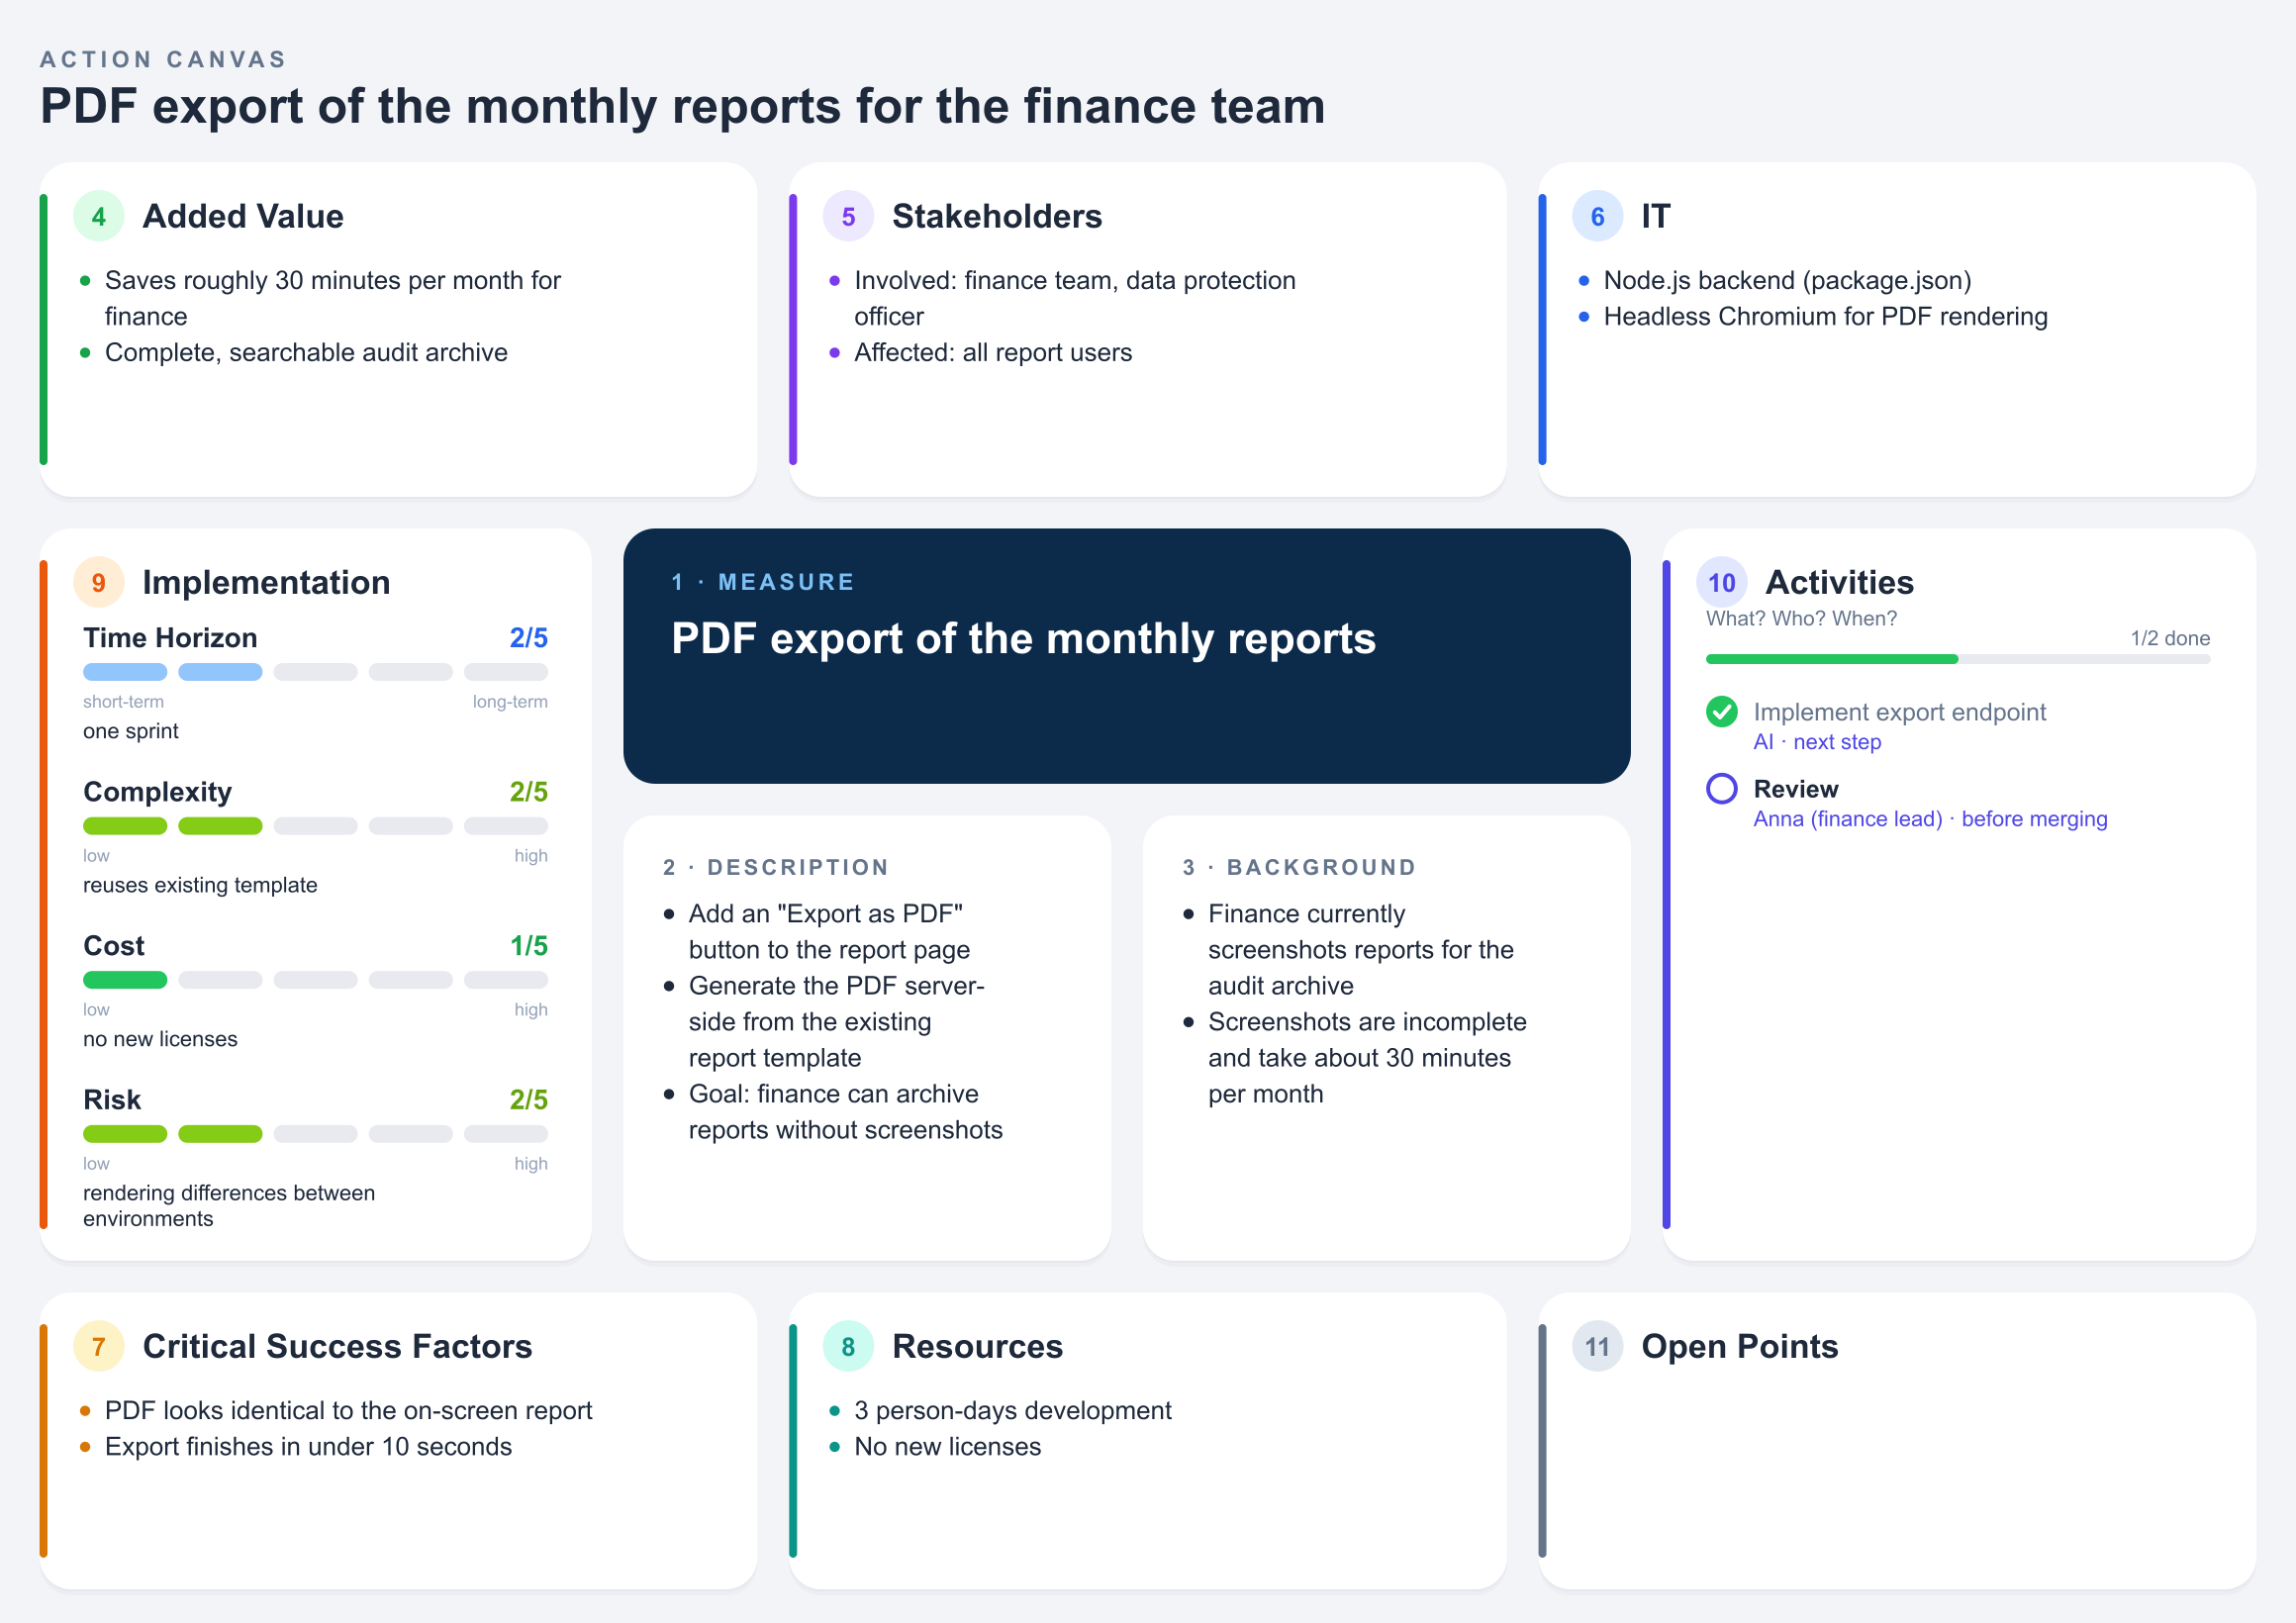 ACTION CANVAS
PDF export of the monthly reports for the finance team
4 Added Value
Saves roughly 30 minutes per month for
finance
Complete, searchable audit archive
5 Stakeholders
Involved: finance team, data protection
officer
Affected: all report users
6 IT
Node.js backend (package.json)
Headless Chromium for PDF rendering
9 Implementation
Time Horizon 2/5
short-term long-term
one sprint
Complexity 2/5
low high
reuses existing template
Cost 1/5
low high
no new licenses
Risk 2/5
low high
rendering differences between
environments
1 · MEASURE
PDF export of the monthly reports
2 · DESCRIPTION
Add an "Export as PDF"
button to the report page
Generate the PDF server-
side from the existing
report template
Goal: finance can archive
reports without screenshots
3 · BACKGROUND
Finance currently
screenshots reports for the
audit archive
Screenshots are incomplete
and take about 30 minutes
per month
10 Activities
What? Who? When?
1/2 done
Implement export endpoint
AI · next step
Review
Anna (finance lead) · before merging
7 Critical Success Factors
PDF looks identical to the on-screen report
Export finishes in under 10 seconds
8 Resources
3 person-days development
No new licenses
11 Open Points